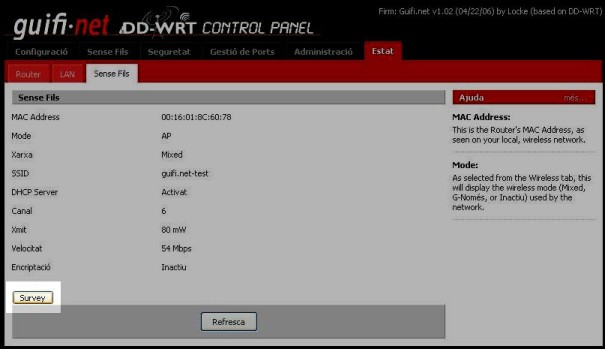 Firm: Guifi.net v1.02 (04/22/06) by Locke (based on DD-WRT)
guifi·net DD-WRT CONTROL PANEL
Configuració Sense Fils Seguretat Gestió de Ports Administració Estat
Router LAN Sense Fils
Sense Fils
MAC Address 00:16:01:8C:60:78
Mode AP
Xarxa Mixed
SSID guifi.net-test
DHCP Server Activat
Canal 6
Xmit 80 mW
Velocitat 54 Mbps
Encriptació Inactiu
Survey
Refresca
Ajuda més...
MAC Address:
This is the Router's MAC Address, as
seen on your local, wireless network.
Mode:
As selected from the Wireless tab, this
will display the wireless mode (Mixed,
G-Només, or Inactiu) used by the
network.